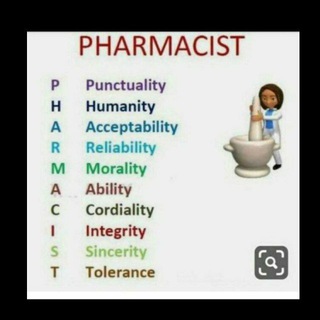 PHARMACIST
P Punctuality
H Humanity
A Acceptability
R Reliability
M Morality
A Ability
C Cordiality
I Integrity
S Sincerity
T Tolerance